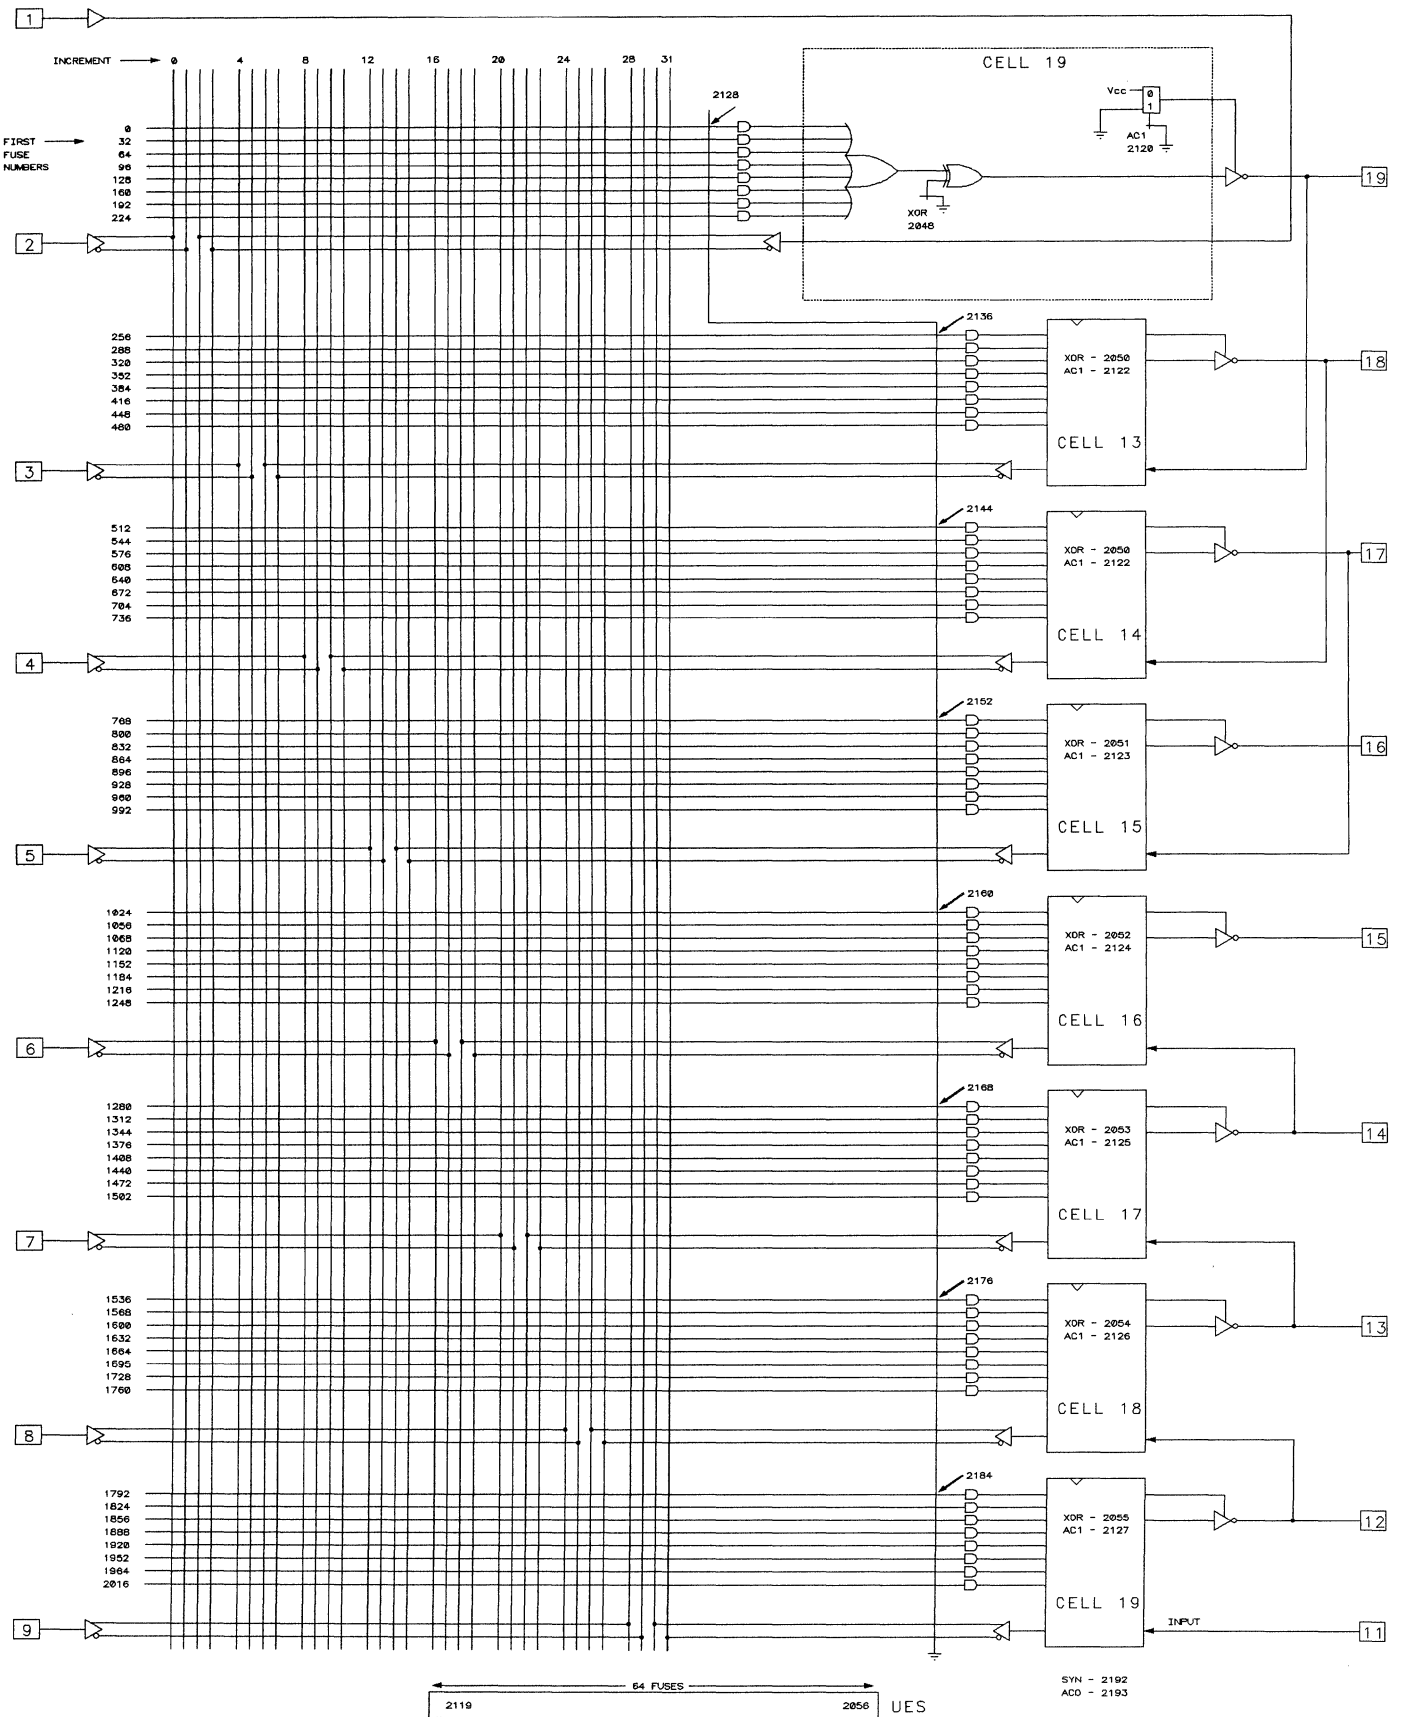 1
INCREMENT 0 4 8 12 16 20 24 28 31
CELL 19
Vcc 0
1
AC1
2120
2128
FIRST
FUSE
NUMBERS
0
32
64
96
128
160
192
224
XOR
2048
19
2
2136
256
288
320
352
384
416
448
480
XOR - 2050
AC1 - 2122
CELL 13
18
3
2144
512
544
576
608
640
672
704
736
XOR - 2050
AC1 - 2122
CELL 14
17
4
2152
768
800
832
864
896
928
960
992
XOR - 2051
AC1 - 2123
CELL 15
16
5
2160
1024
1056
1068
1120
1152
1184
1216
1248
XOR - 2052
AC1 - 2124
CELL 16
15
6
2168
1280
1312
1344
1376
1408
1440
1472
1502
XOR - 2053
AC1 - 2125
CELL 17
14
7
2176
1536
1568
1600
1632
1664
1695
1728
1760
XOR - 2054
AC1 - 2126
CELL 18
13
8
2184
1792
1824
1856
1888
1920
1952
1964
2016
XOR - 2055
AC1 - 2127
CELL 19
12
9
INPUT
11
SYN - 2192
ACO - 2193
64 FUSES
2119 2056 UES